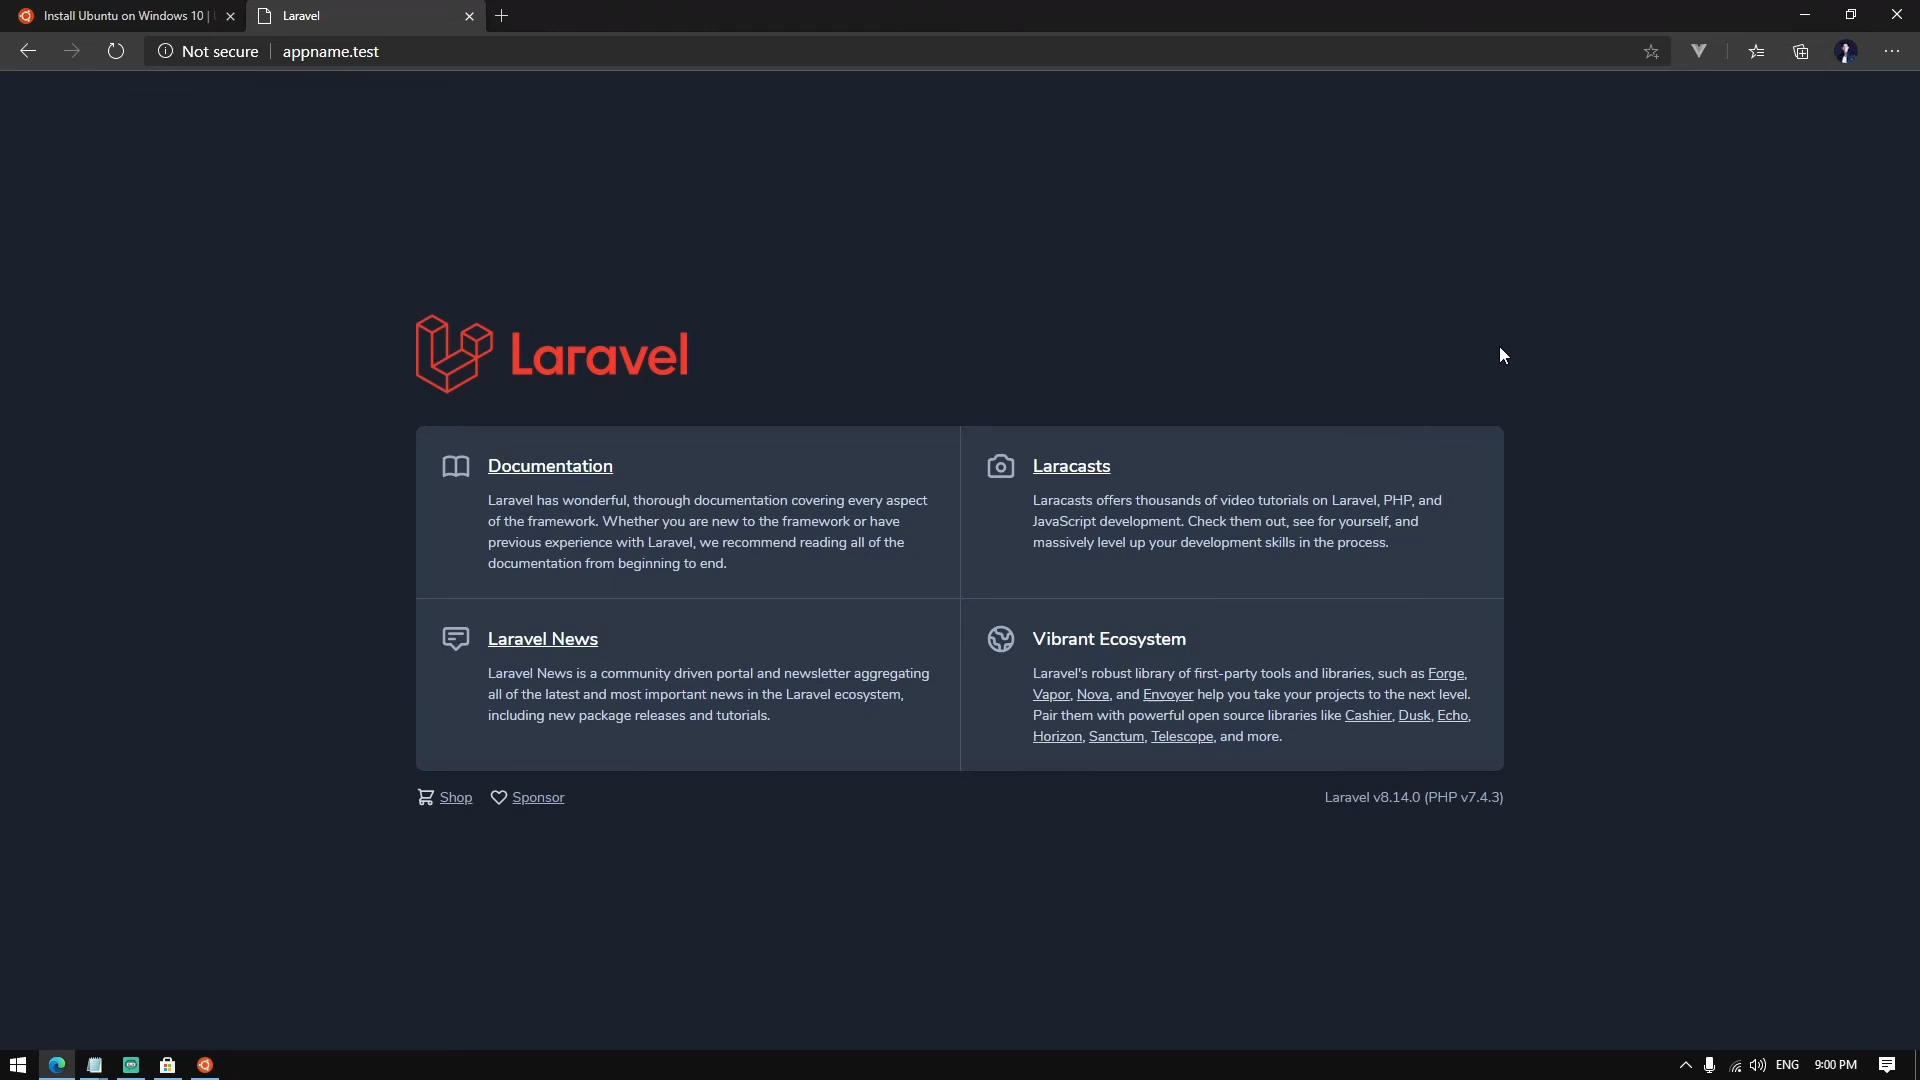 Install Ubuntu on Windows 10 |
Laravel
Not secure
appname.test
Laravel
Documentation
Laravel has wonderful, thorough documentation covering every aspect
of the framework. Whether you are new to the framework or have
previous experience with Laravel, we recommend reading all of the
documentation from beginning to end.
Laracasts
Laracasts offers thousands of video tutorials on Laravel, PHP, and
JavaScript development. Check them out, see for yourself, and
massively level up your development skills in the process.
Laravel News
Laravel News is a community driven portal and newsletter aggregating
all of the latest and most important news in the Laravel ecosystem,
including new package releases and tutorials.
Vibrant Ecosystem
Laravel's robust library of first-party tools and libraries, such as Forge,
Vapor, Nova, and Envoyer help you take your projects to the next level.
Pair them with powerful open source libraries like Cashier, Dusk, Echo,
Horizon, Sanctum, Telescope, and more.
Shop
Sponsor
Laravel v8.14.0 (PHP v7.4.3)
ENG
9:00 PM